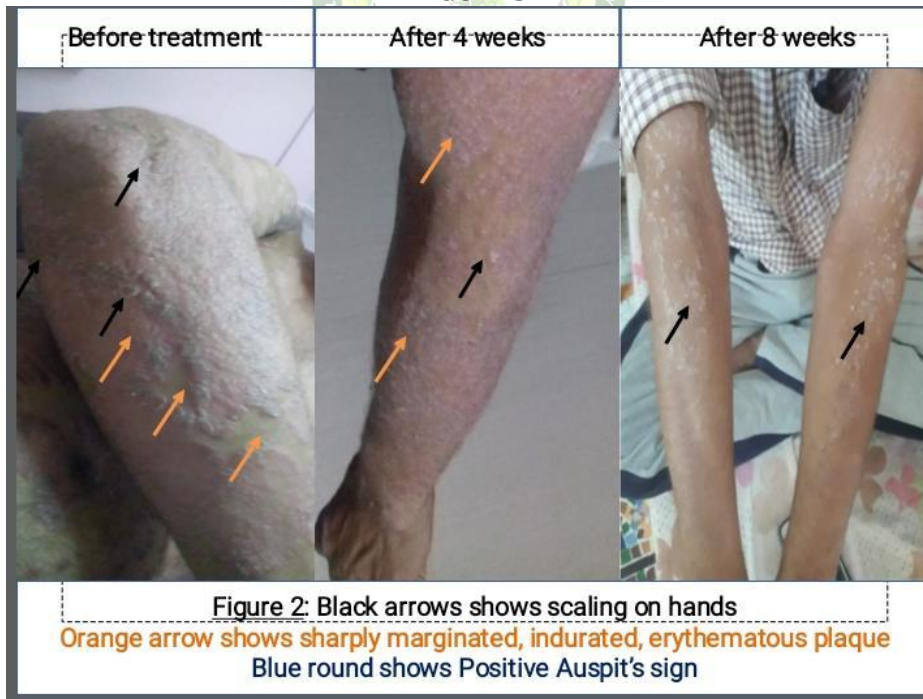 Before treatment
After 4 weeks
After 8 weeks
Figure 2: Black arrows shows scaling on hands
Orange arrow shows sharply marginated, indurated, erythematous plaque
Blue round shows Positive Auspit's sign